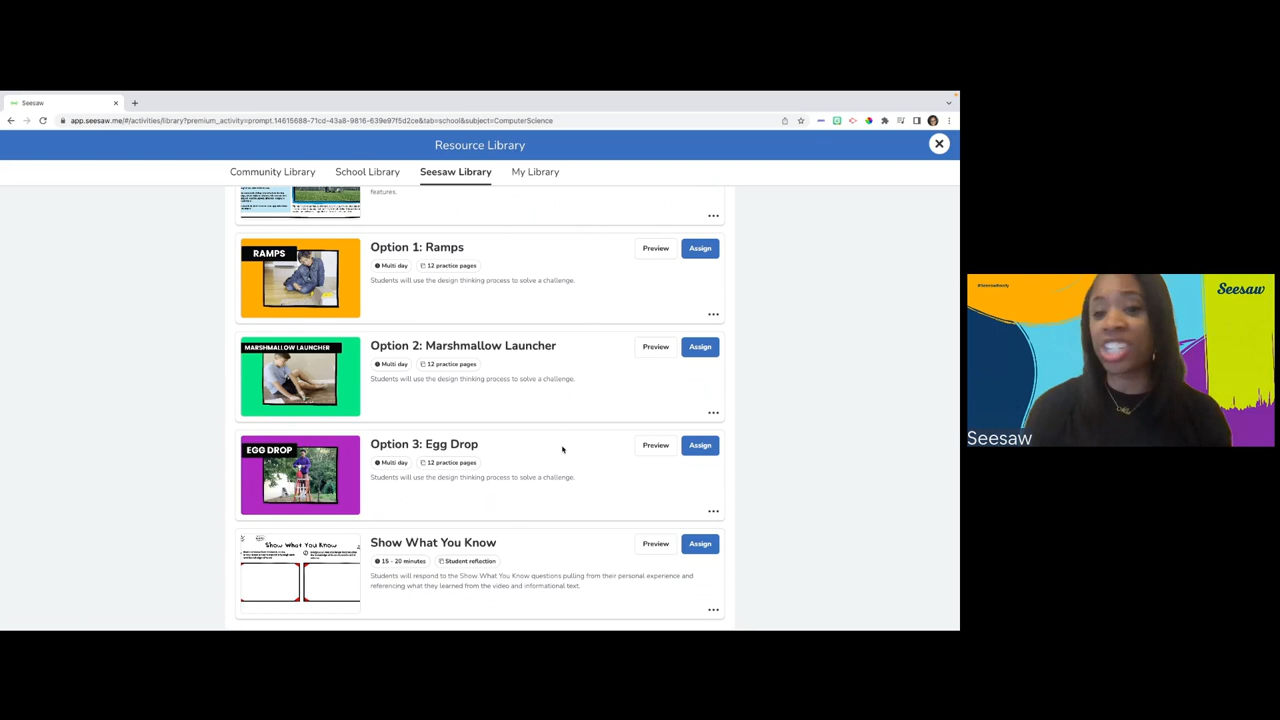 Seesaw
app.seesaw.me/#/activities/library?premium_activity=prompt.14615688-71cd-43a8-9816-639e97f5d2ce&tab=school&subject=ComputerScience
Resource Library
Community Library
School Library
Seesaw Library
My Library
features.
RAMPS
Option 1: Ramps
Preview
Assign
Multi day
12 practice pages
Students will use the design thinking process to solve a challenge.
MARSHMALLOW LAUNCHER
Option 2: Marshmallow Launcher
Preview
Assign
Multi day
12 practice pages
Students will use the design thinking process to solve a challenge.
EGG DROP
Option 3: Egg Drop
Preview
Assign
Multi day
12 practice pages
Students will use the design thinking process to solve a challenge.
Show What You Know
Show What You Know
Preview
Assign
15 - 20 minutes
Student reflection
Students will respond to the Show What You Know questions pulling from their personal experience and
referencing what they learned from the video and informational text.
Seesaw
Seesaw